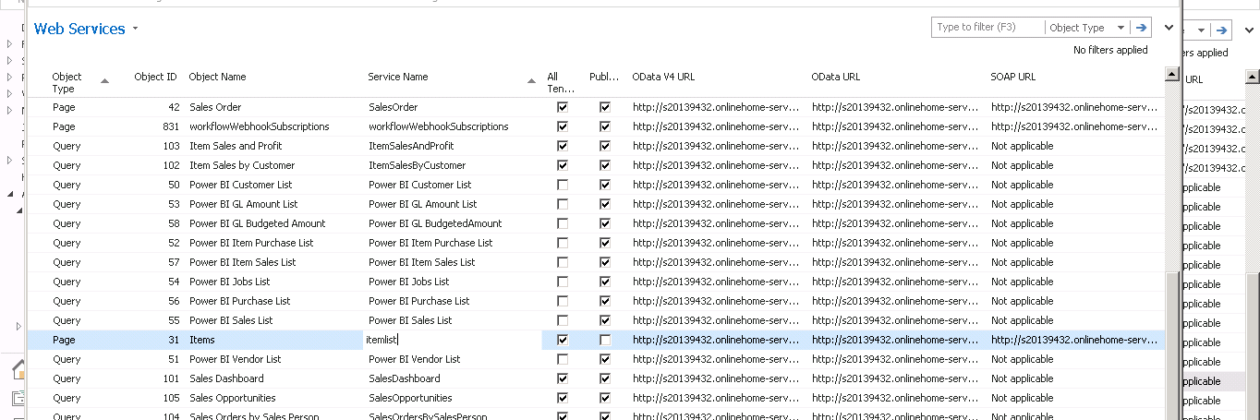 Web Services
Type to filter (F3) Object Type
No filters applied
rs applied
Object Type Object ID Object Name Service Name All Ten... Publ... OData V4 URL OData URL SOAP URL
URL
Page 42 Sales Order SalesOrder http://s20139432.onlinehome-serv... http://s20139432.onlinehome-serv... http://s20139432.onlinehome-serv...
Page 831 workflowWebhookSubscriptions workflowWebhookSubscriptions http://s20139432.onlinehome-serv... http://s20139432.onlinehome-serv... http://s20139432.onlinehome-serv...
Query 103 Item Sales and Profit ItemSalesAndProfit http://s20139432.onlinehome-serv... http://s20139432.onlinehome-serv... Not applicable
Query 102 Item Sales by Customer ItemSalesByCustomer http://s20139432.onlinehome-serv... http://s20139432.onlinehome-serv... Not applicable
Query 50 Power BI Customer List Power BI Customer List http://s20139432.onlinehome-serv... http://s20139432.onlinehome-serv... Not applicable
Query 53 Power BI GL Amount List Power BI GL Amount List http://s20139432.onlinehome-serv... http://s20139432.onlinehome-serv... Not applicable
Query 58 Power BI GL Budgeted Amount Power BI GL BudgetedAmount http://s20139432.onlinehome-serv... http://s20139432.onlinehome-serv... Not applicable
Query 52 Power BI Item Purchase List Power BI Item Purchase List http://s20139432.onlinehome-serv... http://s20139432.onlinehome-serv... Not applicable
Query 57 Power BI Item Sales List Power BI Item Sales List http://s20139432.onlinehome-serv... http://s20139432.onlinehome-serv... Not applicable
Query 54 Power BI Jobs List Power BI Jobs List http://s20139432.onlinehome-serv... http://s20139432.onlinehome-serv... Not applicable
Query 56 Power BI Purchase List Power BI Purchase List http://s20139432.onlinehome-serv... http://s20139432.onlinehome-serv... Not applicable
Query 55 Power BI Sales List Power BI Sales List http://s20139432.onlinehome-serv... http://s20139432.onlinehome-serv... Not applicable
Page 31 Items itemlist http://s20139432.onlinehome-serv... http://s20139432.onlinehome-serv... http://s20139432.onlinehome-serv...
Query 51 Power BI Vendor List Power BI Vendor List http://s20139432.onlinehome-serv... http://s20139432.onlinehome-serv... Not applicable
Query 101 Sales Dashboard SalesDashboard http://s20139432.onlinehome-serv... http://s20139432.onlinehome-serv... Not applicable
Query 105 Sales Opportunities SalesOpportunities http://s20139432.onlinehome-serv... http://s20139432.onlinehome-serv... Not applicable
Query 104 Sales Orders by Sales Person SalesOrdersBySalesPerson http://s20139432.onlinehome-serv... http://s20139432.onlinehome-serv... Not applicable